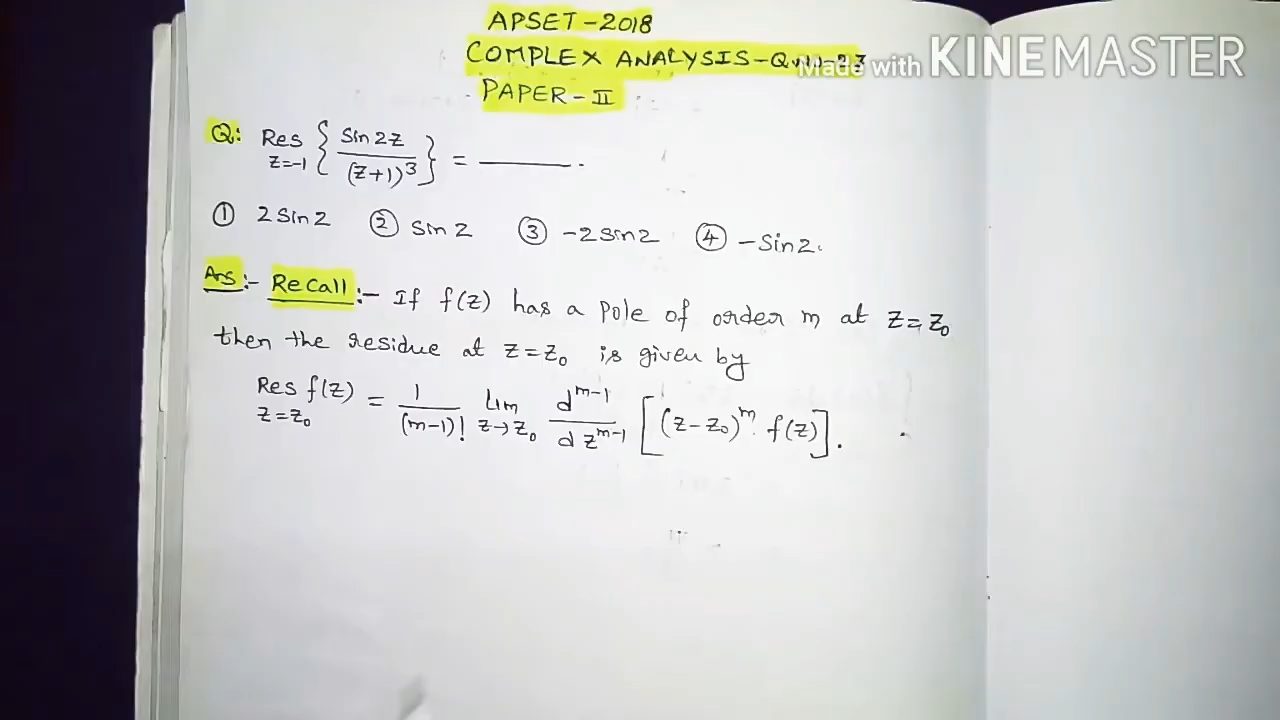 APSET-2018
COMPLEX ANALYSIS-Q
Made with KINEMASTER
PAPER-II
Q: Res z=-1 { Sin 2z / (z+1)^3 } = ______.
① 2 Sin 2 ② Sin 2 ③ -2 Sin 2 ④ -Sin 2.
Ans:- Recall:- If f(z) has a pole of order m at z=z₀
then the residue at z=z₀ is given by
Res z=z₀ f(z) = 1/(m-1)! Lim z→z₀ d^(m-1)/dz^(m-1) [(z-z₀)^m f(z)].